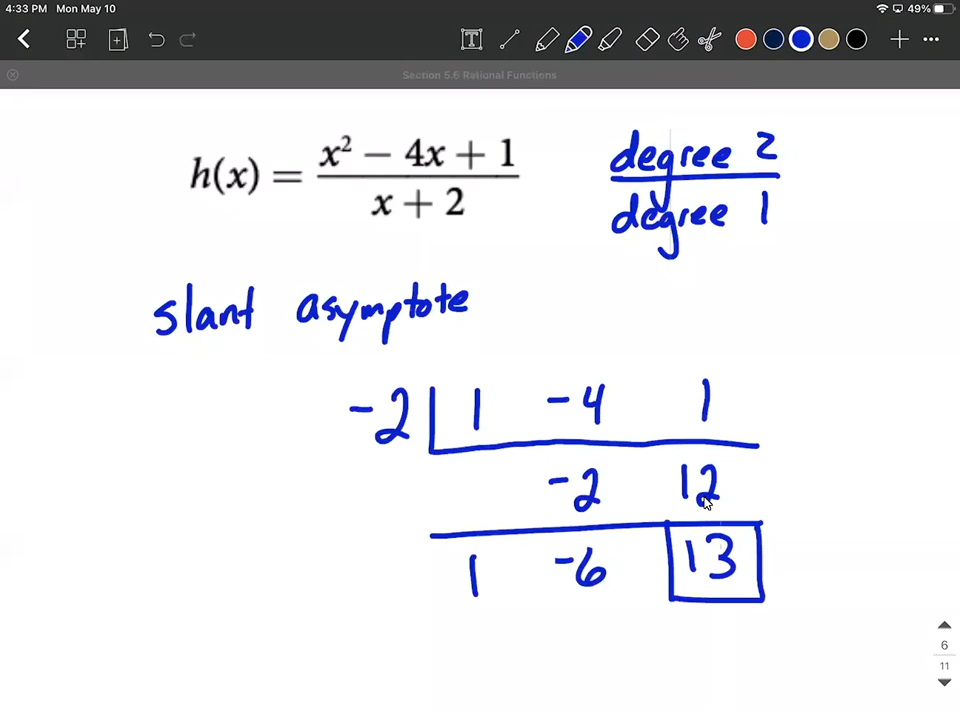 4:33 PM Mon May 10 49%
Section 5.6 Rational Functions
h(x) = (x² − 4x + 1)/(x + 2)
degree 2
degree 1
slant asymptote
-2 | 1 -4 1
-2 12
1 -6 13
6
11